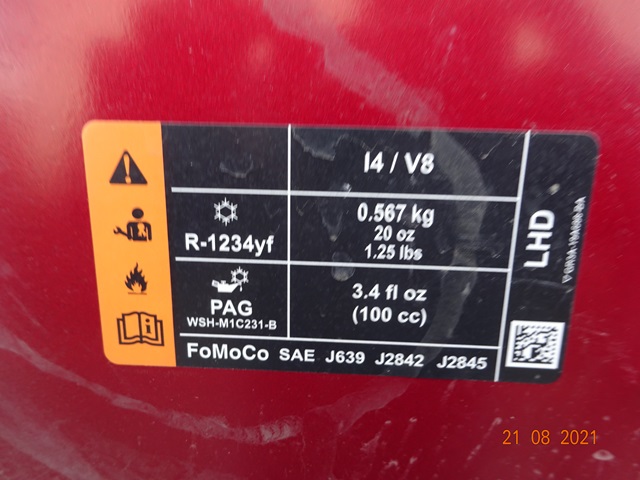 I4 / V8
R-1234yf
0.567 kg
20 oz
1.25 lbs
PAG
WSH-M1C231-B
3.4 fl oz
(100 cc)
FoMoCo SAE J639 J2842 J2845
LHD
21 08 2021